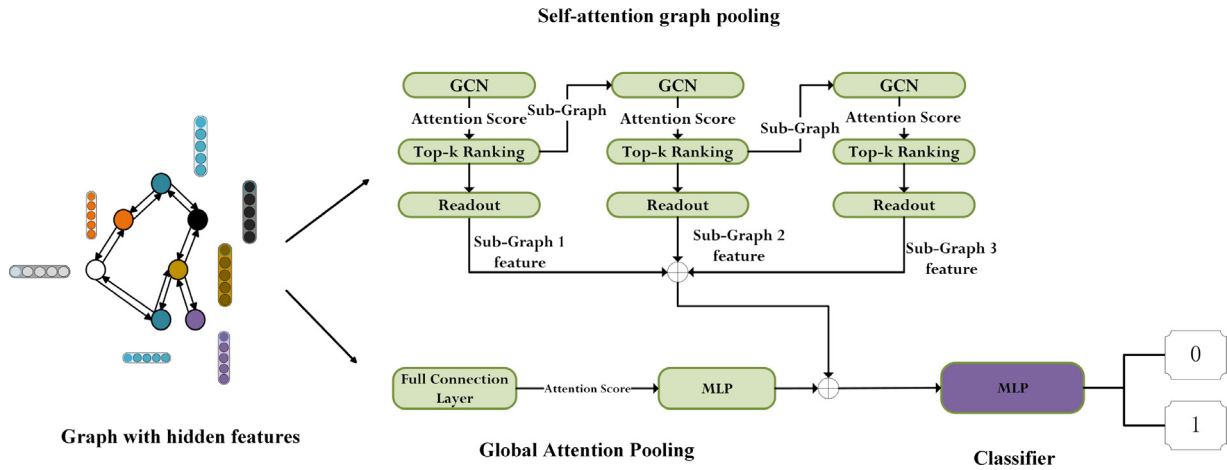 Self-attention graph pooling
GCN
GCN
GCN
Attention Score
Sub-Graph
Attention Score
Sub-Graph
Attention Score
Top-k Ranking
Top-k Ranking
Top-k Ranking
Readout
Readout
Readout
Sub-Graph 1
feature
Sub-Graph 2
feature
Sub-Graph 3
feature
Full Connection
Layer
Attention Score
MLP
MLP
0
1
Graph with hidden features
Global Attention Pooling
Classifier